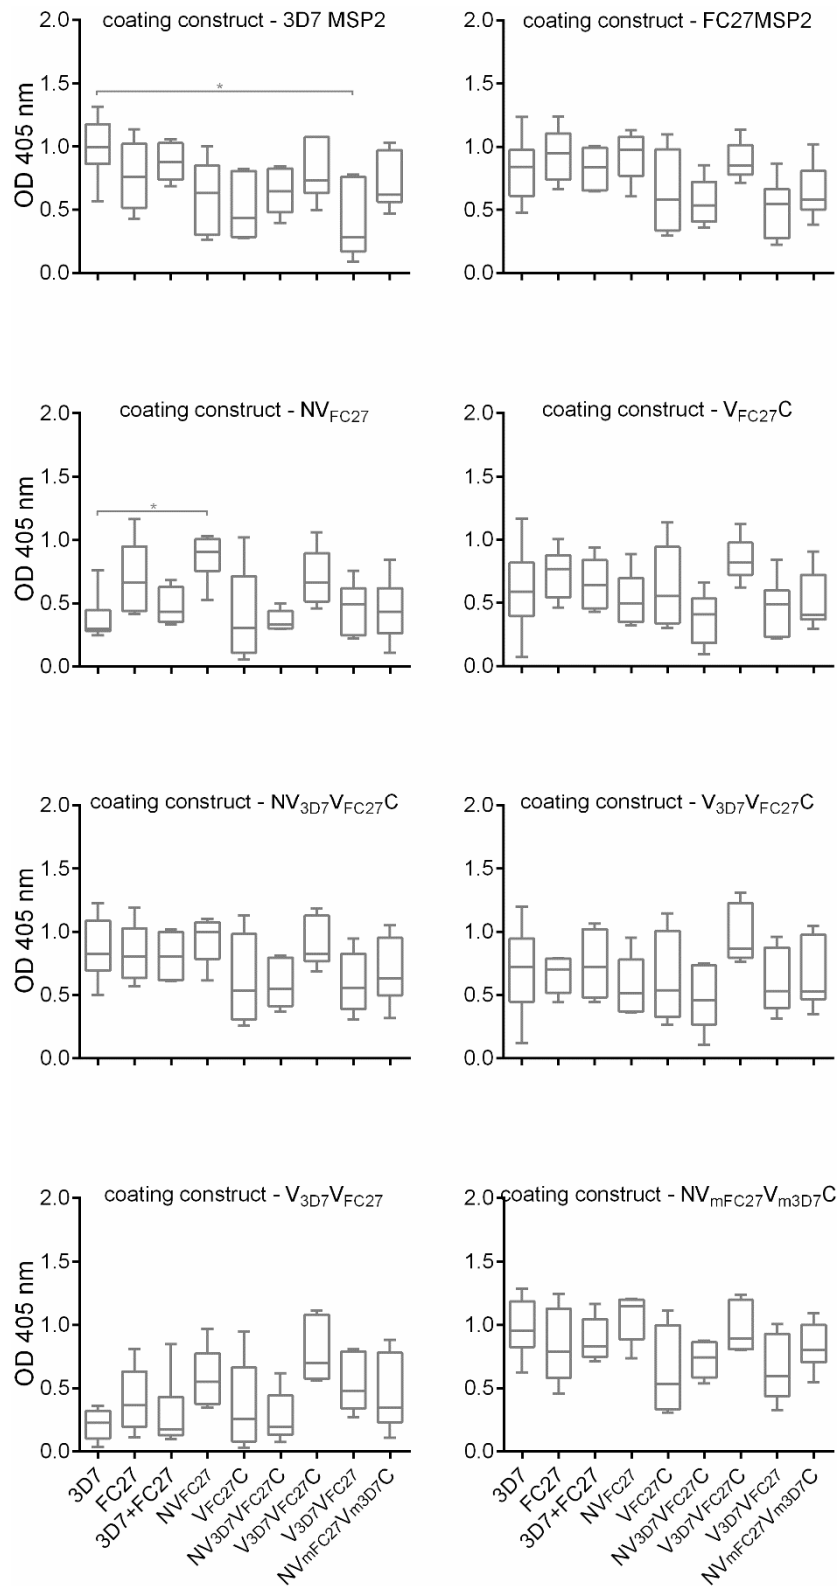 coating construct - 3D7 MSP2
OD 405 nm
2.0
1.5
1.0
0.5
0.0
*
coating construct - FC27MSP2
2.0
1.5
1.0
0.5
0.0
coating construct - NVFC27
OD 405 nm
2.0
1.5
1.0
0.5
0.0
*
coating construct - VFC27C
2.0
1.5
1.0
0.5
0.0
coating construct - NV3D7VFC27C
OD 405 nm
2.0
1.5
1.0
0.5
0.0
coating construct - V3D7VFC27C
2.0
1.5
1.0
0.5
0.0
coating construct - V3D7VFC27
OD 405 nm
2.0
1.5
1.0
0.5
0.0
3D7
FC27
3D7+FC27
NVFC27
VFC27C
NV3D7VFC27C
V3D7VFC27C
V3D7VFC27
NVmFC27Vm3D7C
coating construct - NVmFC27Vm3D7C
2.0
1.5
1.0
0.5
0.0
3D7
FC27
3D7+FC27
NVFC27
VFC27C
NV3D7VFC27C
V3D7VFC27C
V3D7VFC27
NVmFC27Vm3D7C